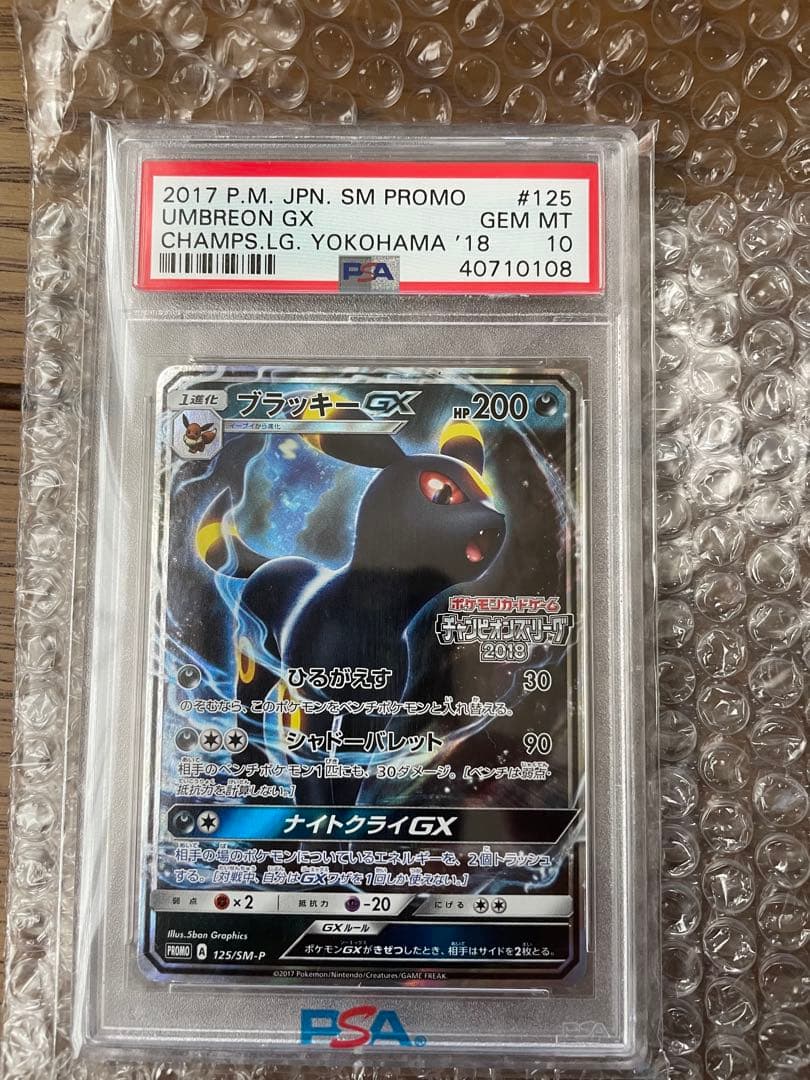 2017 P.M. JPN. SM PROMO #125
UMBREON GX GEM MT
CHAMPS.LG. YOKOHAMA '18 10
PSA 40710108
1進化 ブラッキーGX HP200
イーブイから進化
ポケモンカードゲーム
チャンピオンズリーグ
2018
ひるがえす 30
のぞむなら、このポケモンをベンチポケモンと入れ替える。
シャドーバレット 90
相手のベンチポケモン1匹にも、30ダメージ。[ベンチは弱点・
抵抗力を計算しない。]
ナイトクライGX
相手の場のポケモンについているエネルギーを、2個トラッシュ
する。[対戦中、自分はGXワザを1回しか使えない。]
弱点 ×2 抵抗力 -20 にげる
GXルール
ポケモンGXがきぜつしたとき、相手はサイドを2枚とる。
Illus.5ban Graphics
PROMO A 125/SM-P
©2017 Pokémon/Nintendo/Creatures/GAME FREAK
PSA